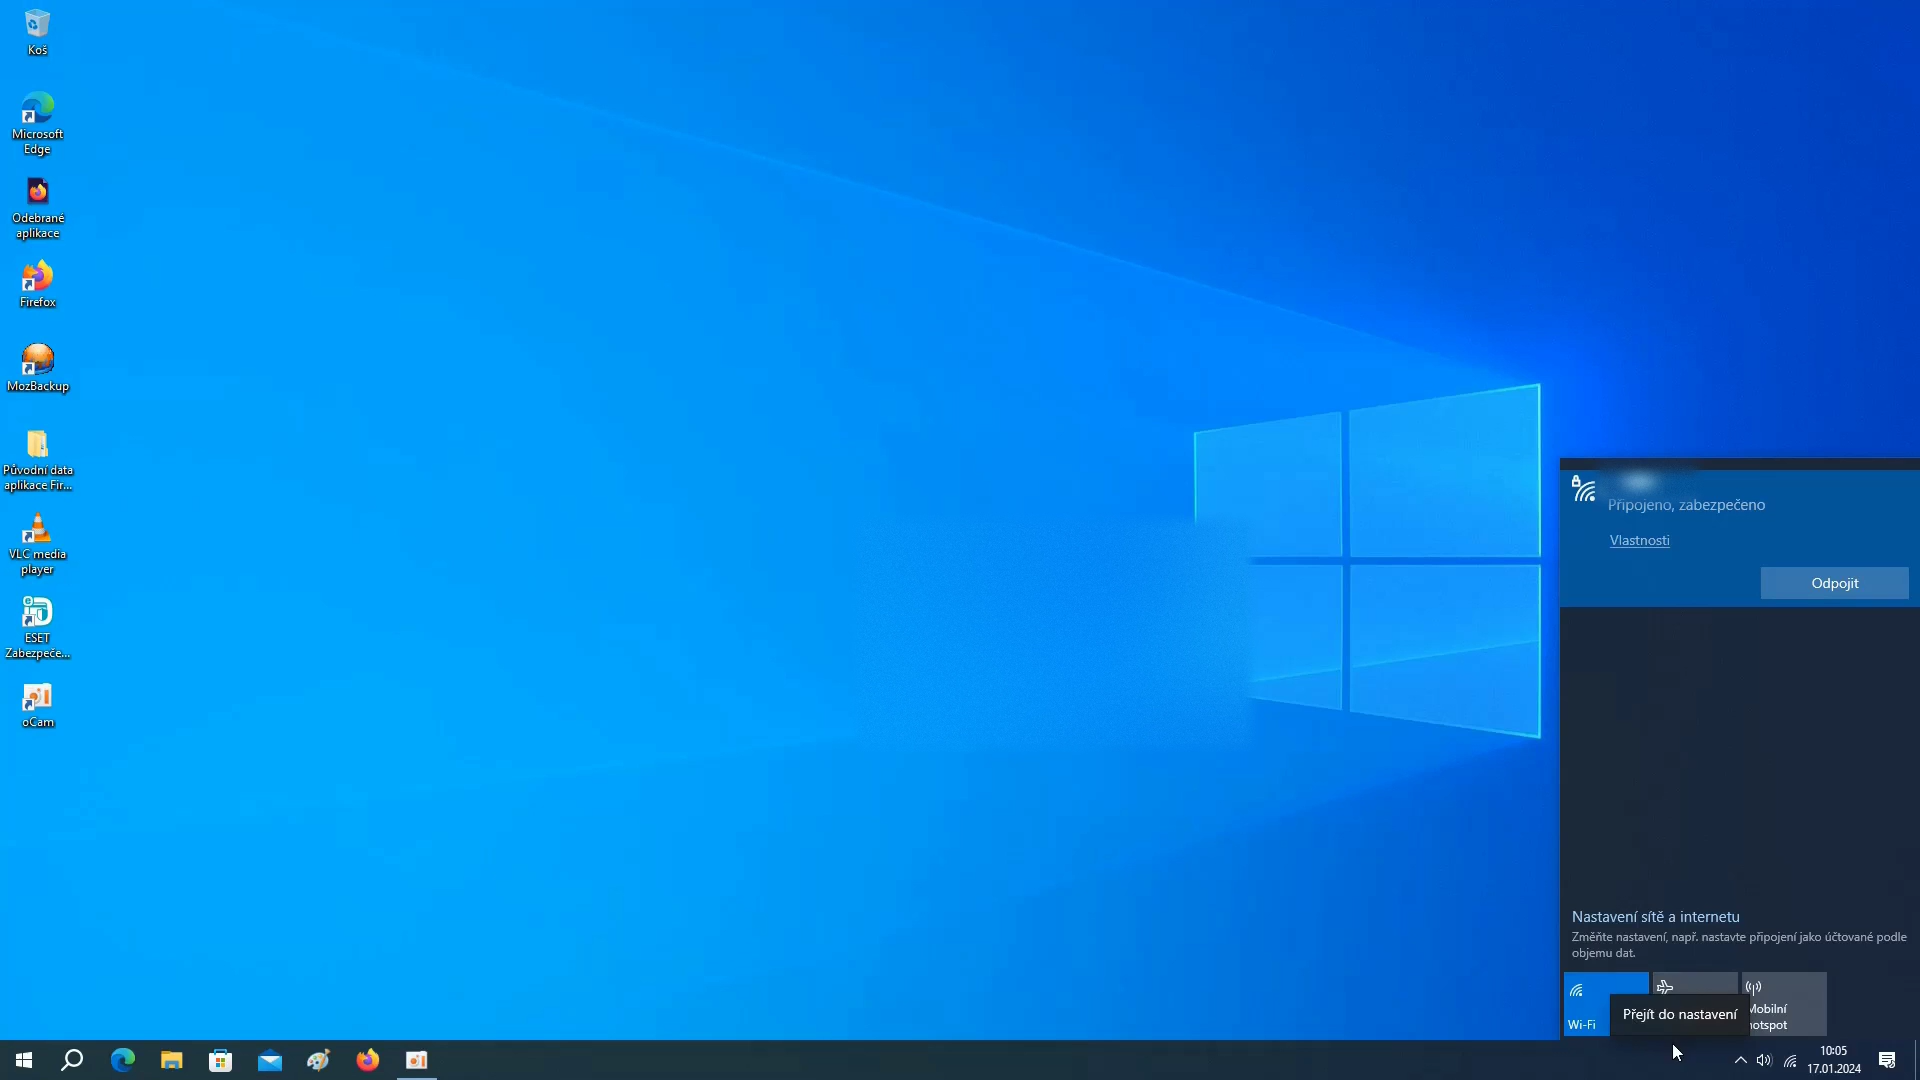 Koš
Microsoft
Edge
Odebrané
aplikace
Firefox
MozBackup
Původní data
aplikace Fir...
VLC media
player
ESET
Zabezpeče...
oCam
Připojeno, zabezpečeno
Vlastnosti
Odpojit
Nastavení sítě a internetu
Změňte nastavení, např. nastavte připojení jako účtované podle
objemu dat.
Wi-Fi
Přejít do nastavení
Mobilní
hotspot
10:05
17.01.2024